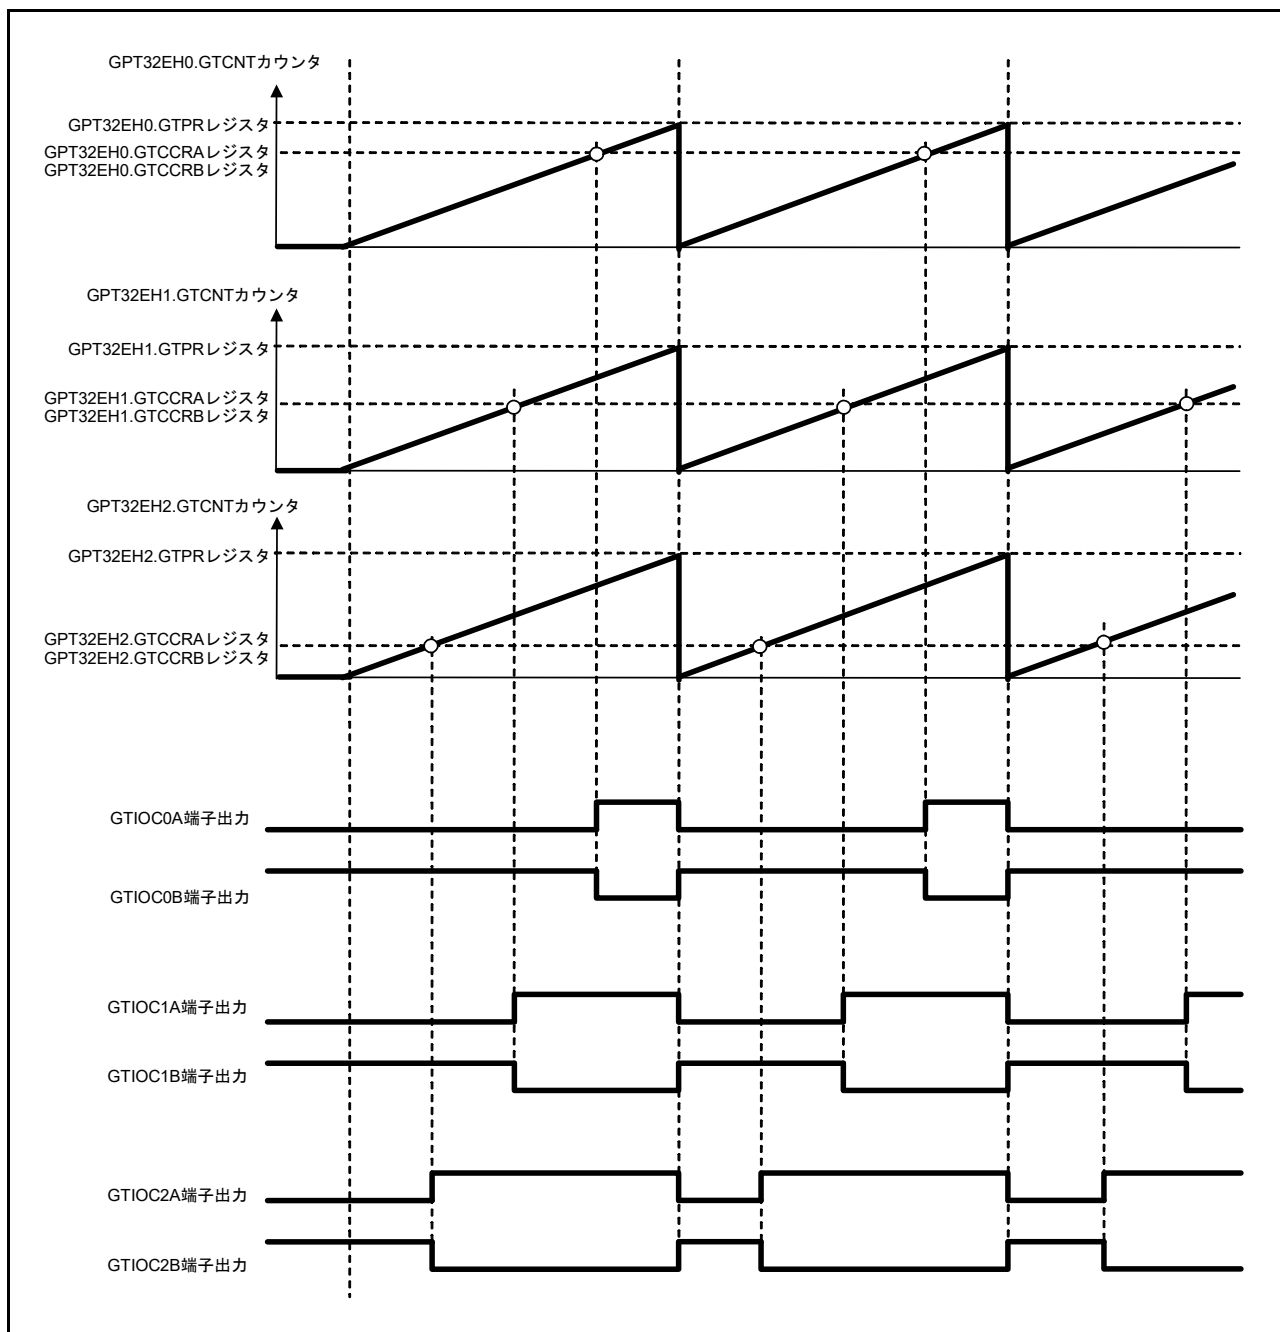 GPT32EH0.GTCNTカウンタ
GPT32EH0.GTPRレジスタ
GPT32EH0.GTCCRAレジスタ
GPT32EH0.GTCCRBレジスタ
GPT32EH1.GTCNTカウンタ
GPT32EH1.GTPRレジスタ
GPT32EH1.GTCCRAレジスタ
GPT32EH1.GTCCRBレジスタ
GPT32EH2.GTCNTカウンタ
GPT32EH2.GTPRレジスタ
GPT32EH2.GTCCRAレジスタ
GPT32EH2.GTCCRBレジスタ
GTIOC0A端子出力
GTIOC0B端子出力
GTIOC1A端子出力
GTIOC1B端子出力
GTIOC2A端子出力
GTIOC2B端子出力